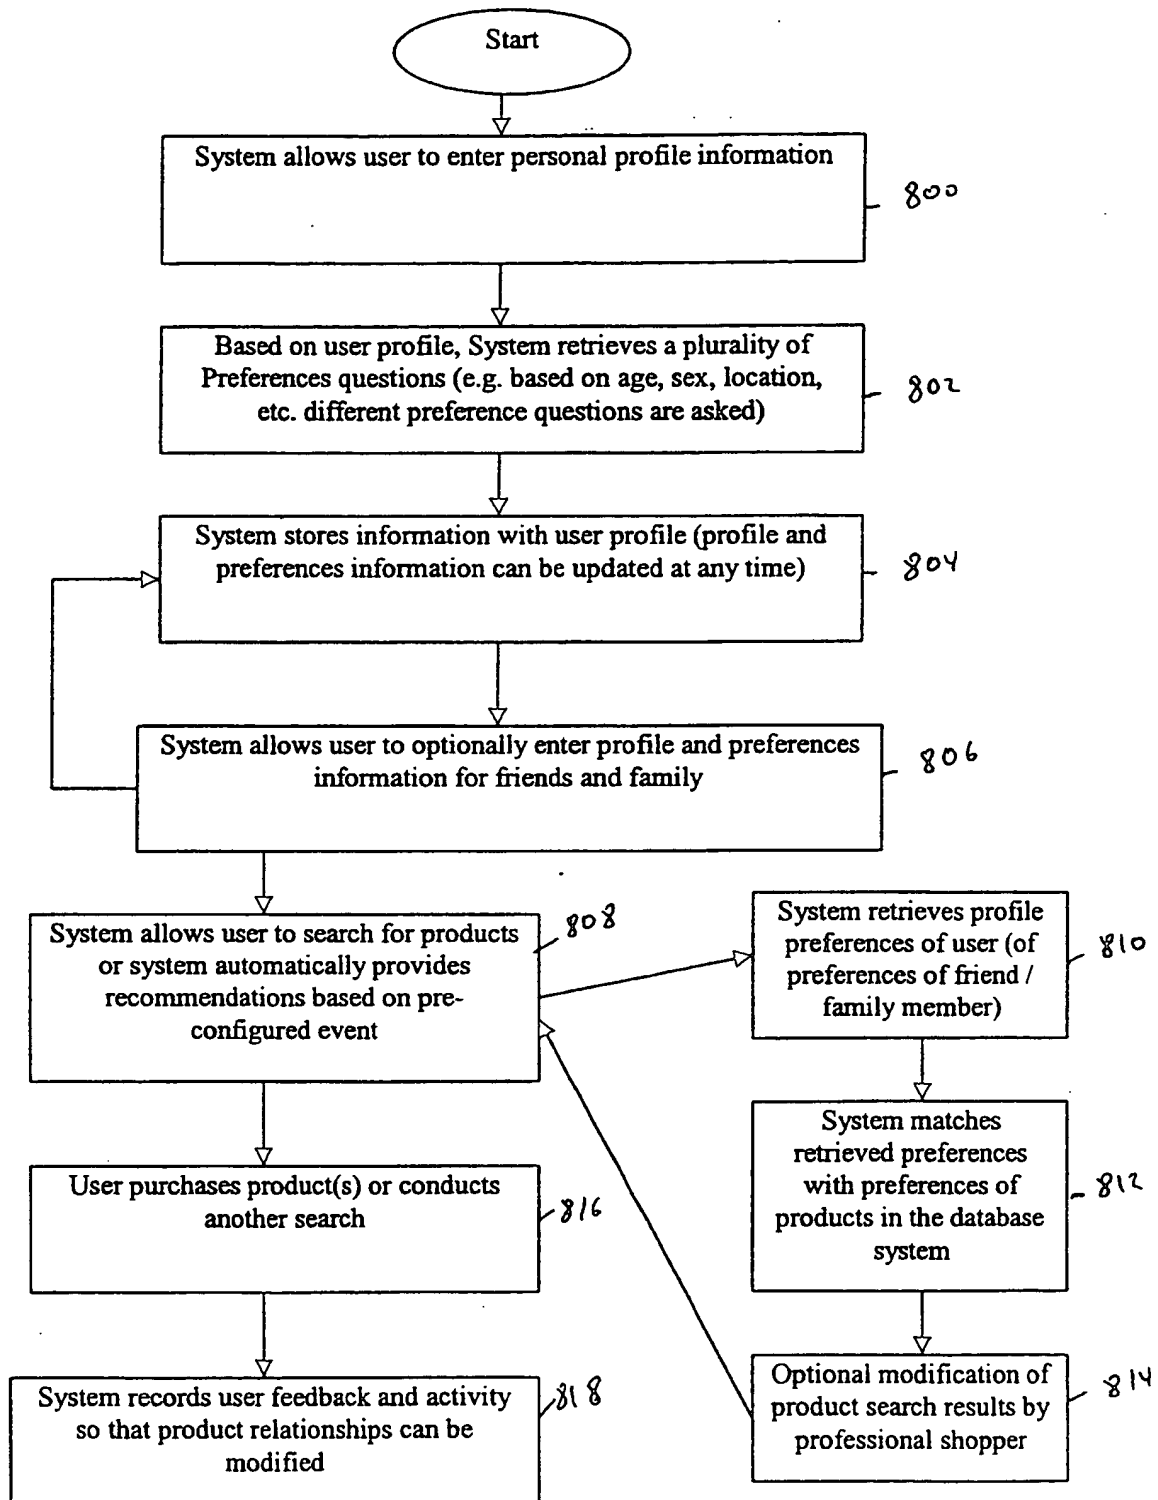 Start
System allows user to enter personal profile information
800
Based on user profile, System retrieves a plurality of
Preferences questions (e.g. based on age, sex, location,
etc. different preference questions are asked)
802
System stores information with user profile (profile and
preferences information can be updated at any time)
804
System allows user to optionally enter profile and preferences
information for friends and family
806
System allows user to search for products
or system automatically provides
recommendations based on pre-
configured event
808
System retrieves profile
preferences of user (of
preferences of friend /
family member)
810
System matches
retrieved preferences
with preferences of
products in the database
system
812
Optional modification of
product search results by
professional shopper
814
User purchases product(s) or conducts
another search
816
System records user feedback and activity
so that product relationships can be
modified
818